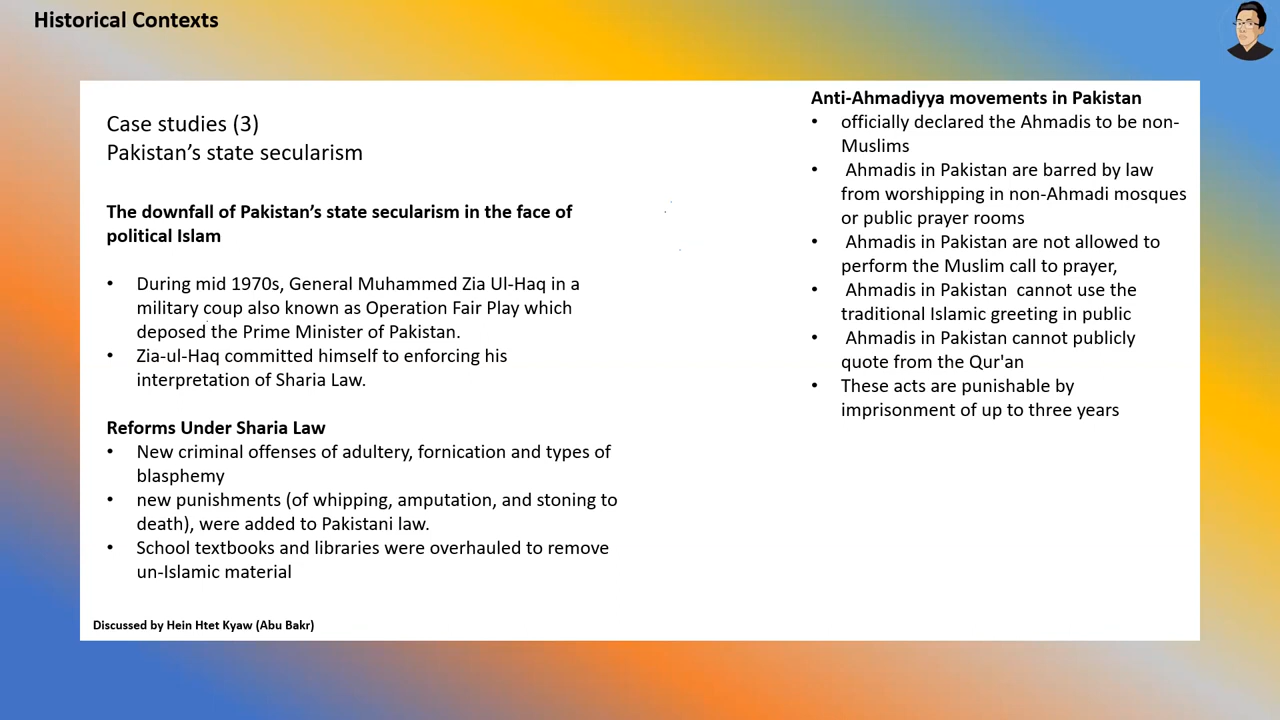 Historical Contexts
Case studies (3)
Pakistan's state secularism
The downfall of Pakistan's state secularism in the face of
political Islam
• During mid 1970s, General Muhammed Zia Ul-Haq in a
military coup also known as Operation Fair Play which
deposed the Prime Minister of Pakistan.
• Zia-ul-Haq committed himself to enforcing his
interpretation of Sharia Law.
Reforms Under Sharia Law
• New criminal offenses of adultery, fornication and types of
blasphemy
• new punishments (of whipping, amputation, and stoning to
death), were added to Pakistani law.
• School textbooks and libraries were overhauled to remove
un-Islamic material
Discussed by Hein Htet Kyaw (Abu Bakr)
Anti-Ahmadiyya movements in Pakistan
• officially declared the Ahmadis to be non-
Muslims
• Ahmadis in Pakistan are barred by law
from worshipping in non-Ahmadi mosques
or public prayer rooms
• Ahmadis in Pakistan are not allowed to
perform the Muslim call to prayer,
• Ahmadis in Pakistan cannot use the
traditional Islamic greeting in public
• Ahmadis in Pakistan cannot publicly
quote from the Qur'an
• These acts are punishable by
imprisonment of up to three years